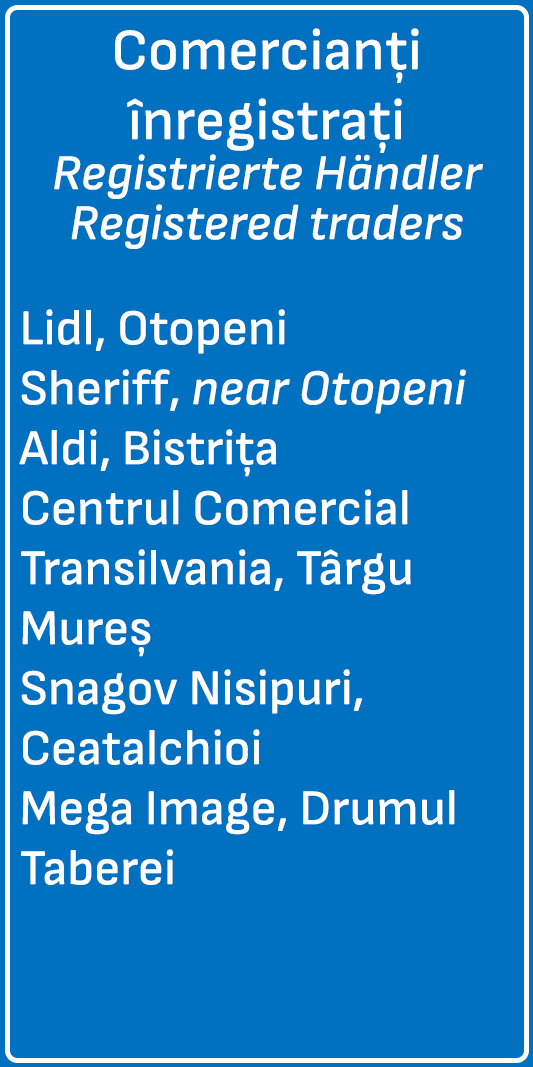 Comercianți
înregistrați
Registrierte Händler
Registered traders
Lidl, Otopeni
Sheriff, near Otopeni
Aldi, Bistrița
Centrul Comercial
Transilvania, Târgu
Mureș
Snagov Nisipuri,
Ceatalchioi
Mega Image, Drumul
Taberei